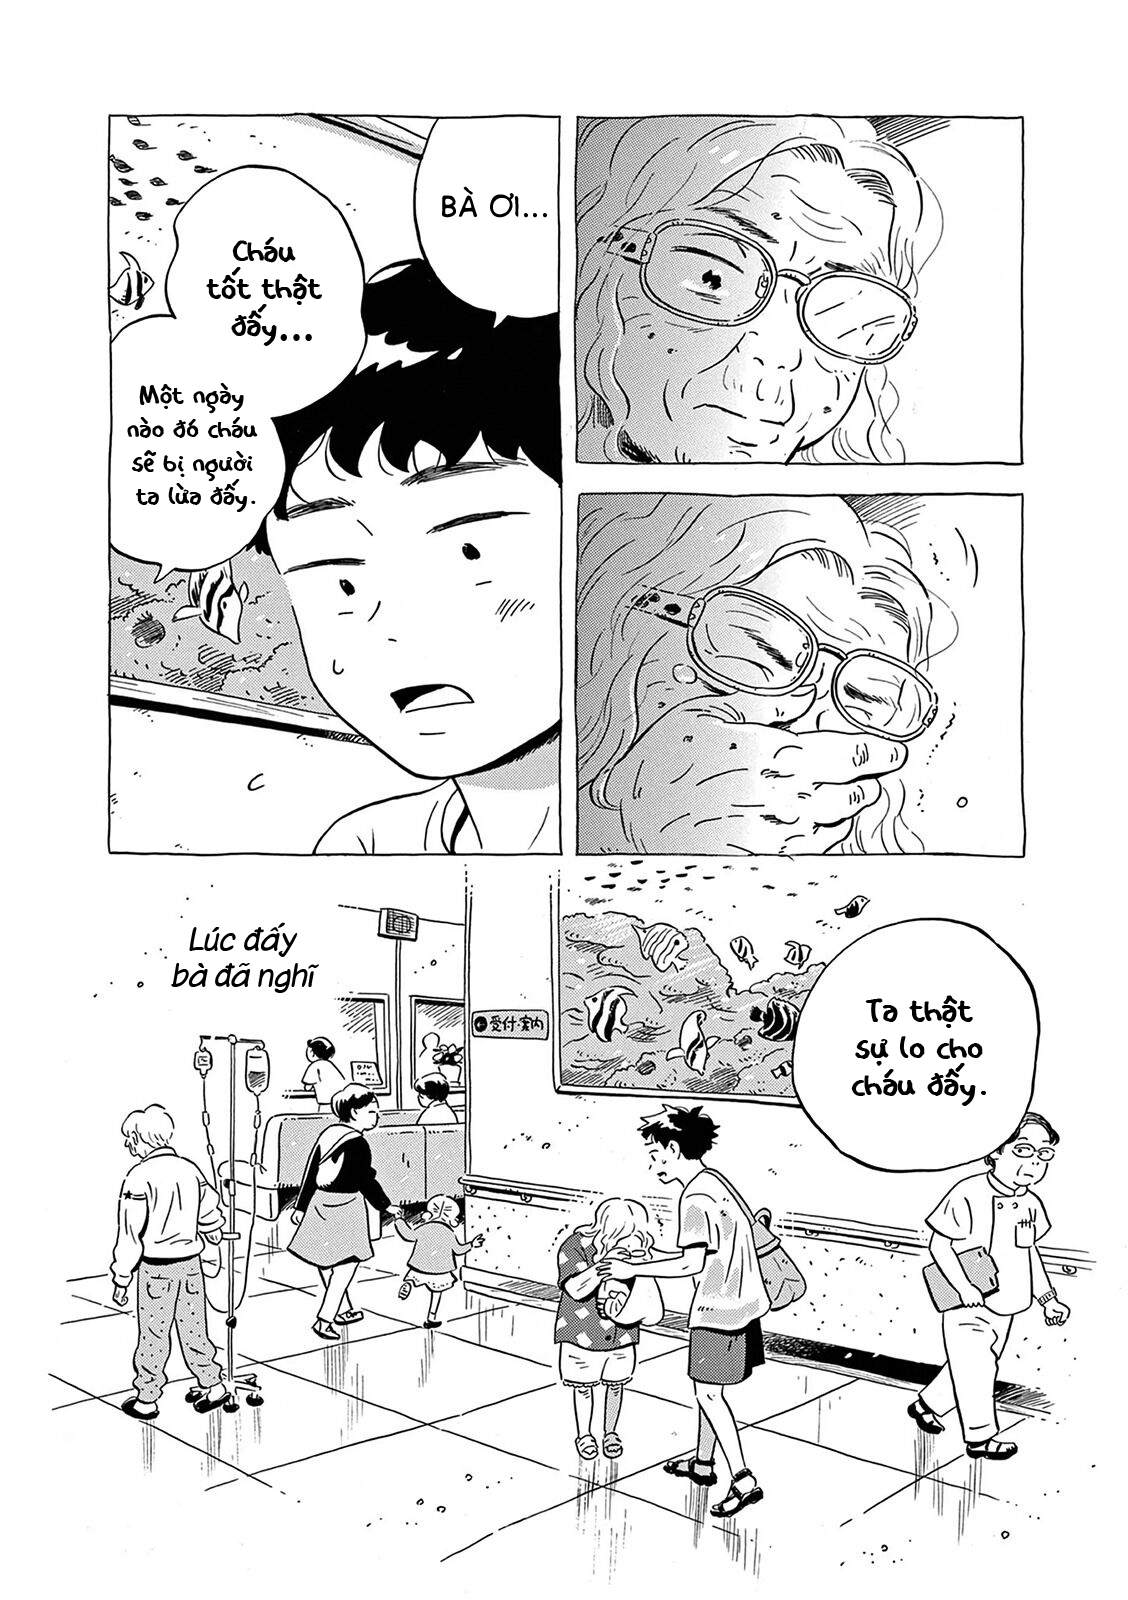 BÀ ƠI...
Cháu
tốt thật
đấy...
Một ngày
nào đó cháu
sẽ bị người
ta lừa đấy.
Lúc đấy
bà đã nghĩ
Ta thật
sự lo cho
cháu đấy.
受付・案内